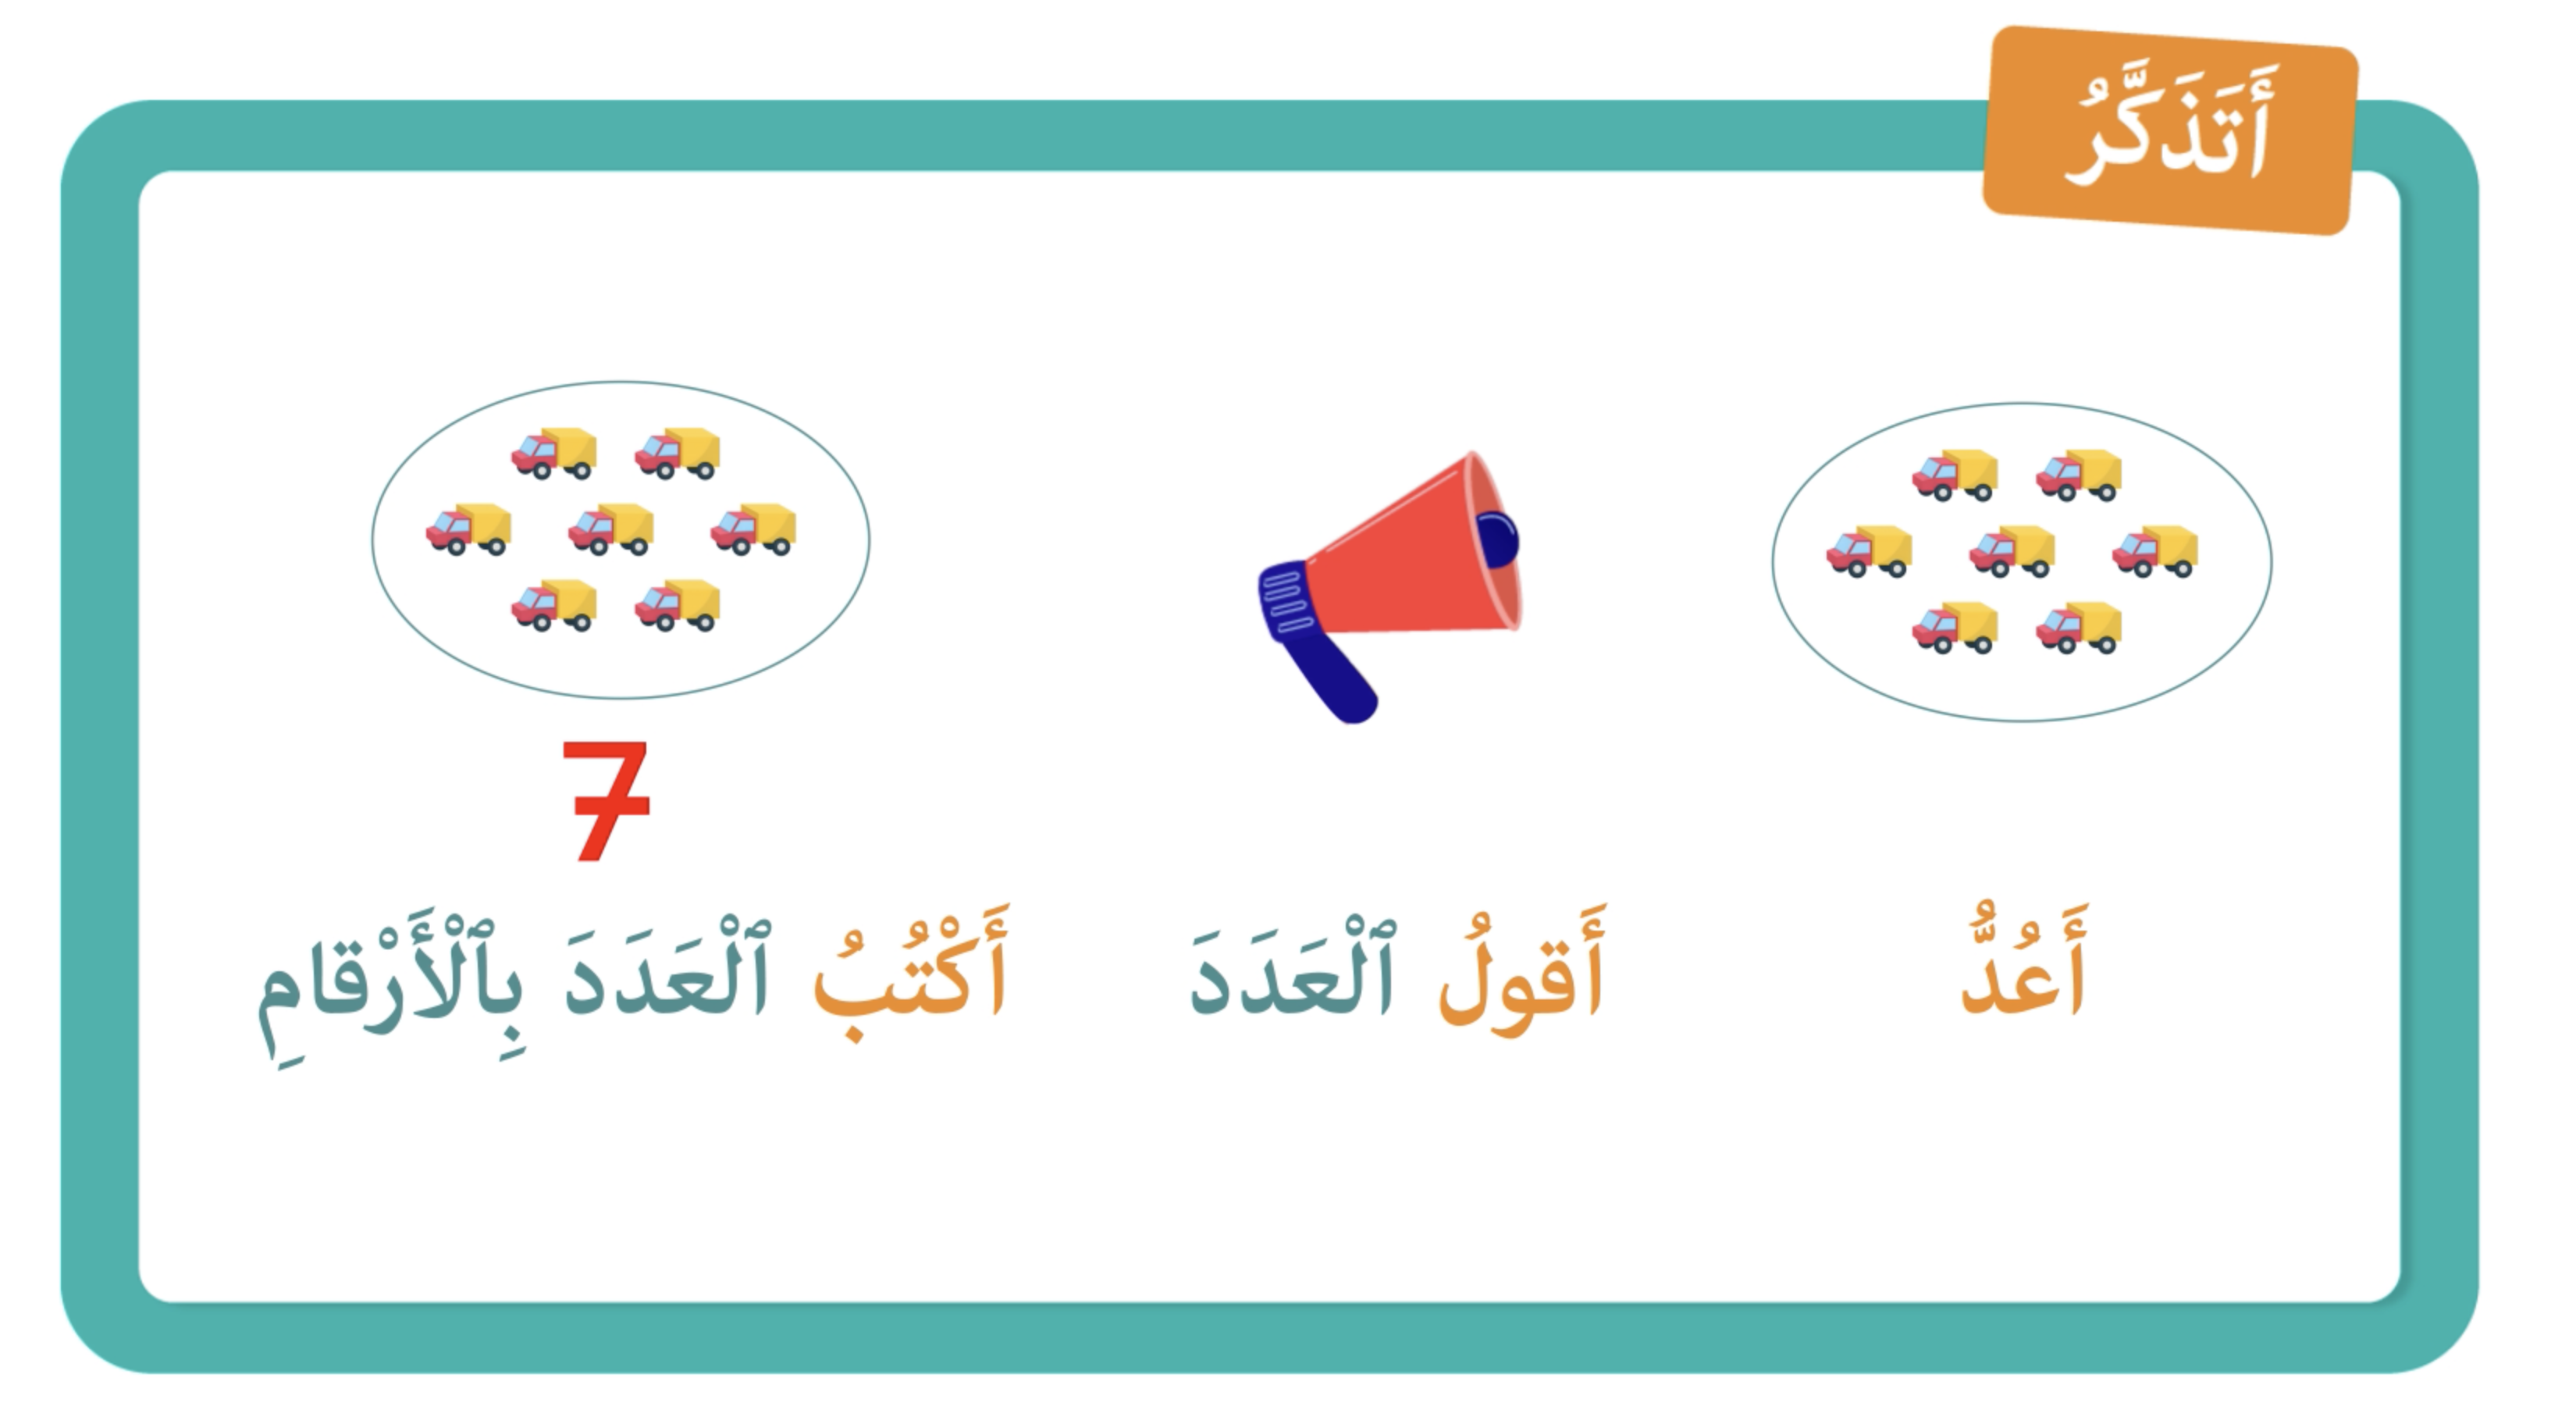 أَتَذَكَّرُ
7
أَعُدُّ
أَقولُ ٱلْعَدَدَ
أَكْتُبُ ٱلْعَدَدَ بِٱلْأَرْقامِ